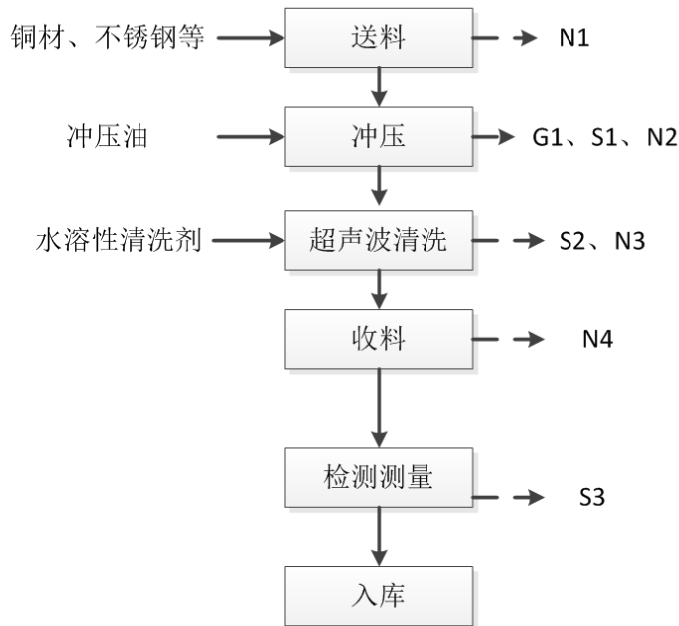 铜材、不锈钢等
送料
N1
冲压油
冲压
G1、S1、N2
水溶性清洗剂
超声波清洗
S2、N3
收料
N4
检测测量
S3
入库